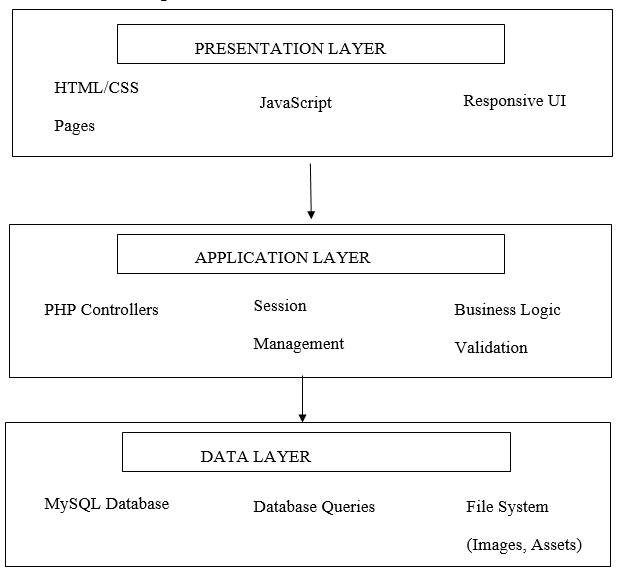 PRESENTATION LAYER
HTML/CSS
Pages
JavaScript
Responsive UI
APPLICATION LAYER
PHP Controllers
Session
Management
Business Logic
Validation
DATA LAYER
MySQL Database
Database Queries
File System
(Images, Assets)